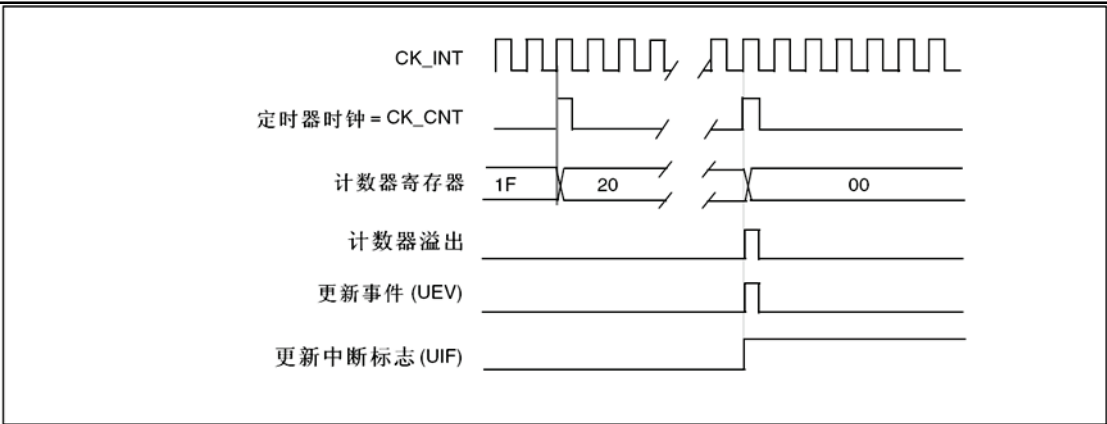 CK_INT
定时器时钟 = CK_CNT
计数器寄存器 1F 20 00
计数器溢出
更新事件 (UEV)
更新中断标志 (UIF)